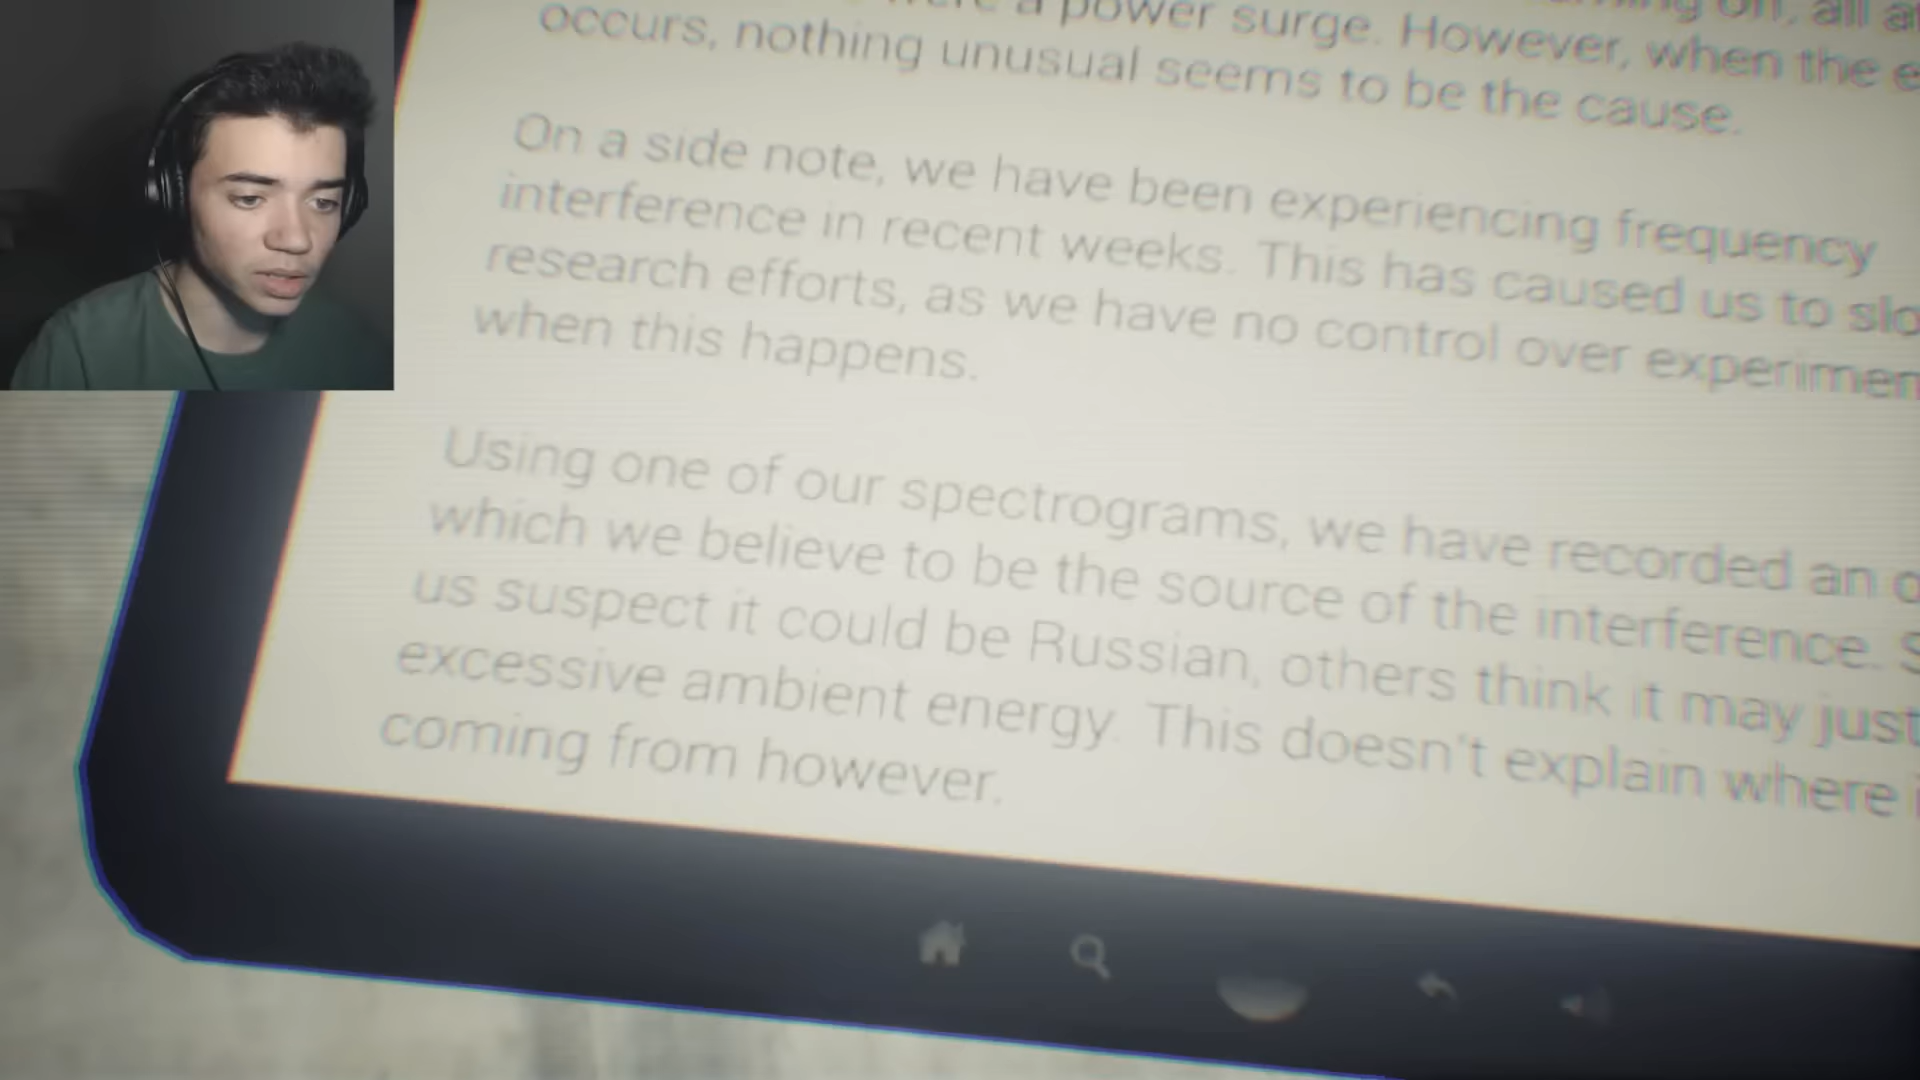 a power surge. However, when the
occurs, nothing unusual seems to be the cause.
On a side note, we have been experiencing frequency
interference in recent weeks. This has caused us to
research efforts, as we have no control over
when this happens.
Using one of our spectrograms, we have recorded an
which we believe to be the source of the interference.
us suspect it could be Russian, others think it may just
excessive ambient energy. This doesn't explain where
coming from however.